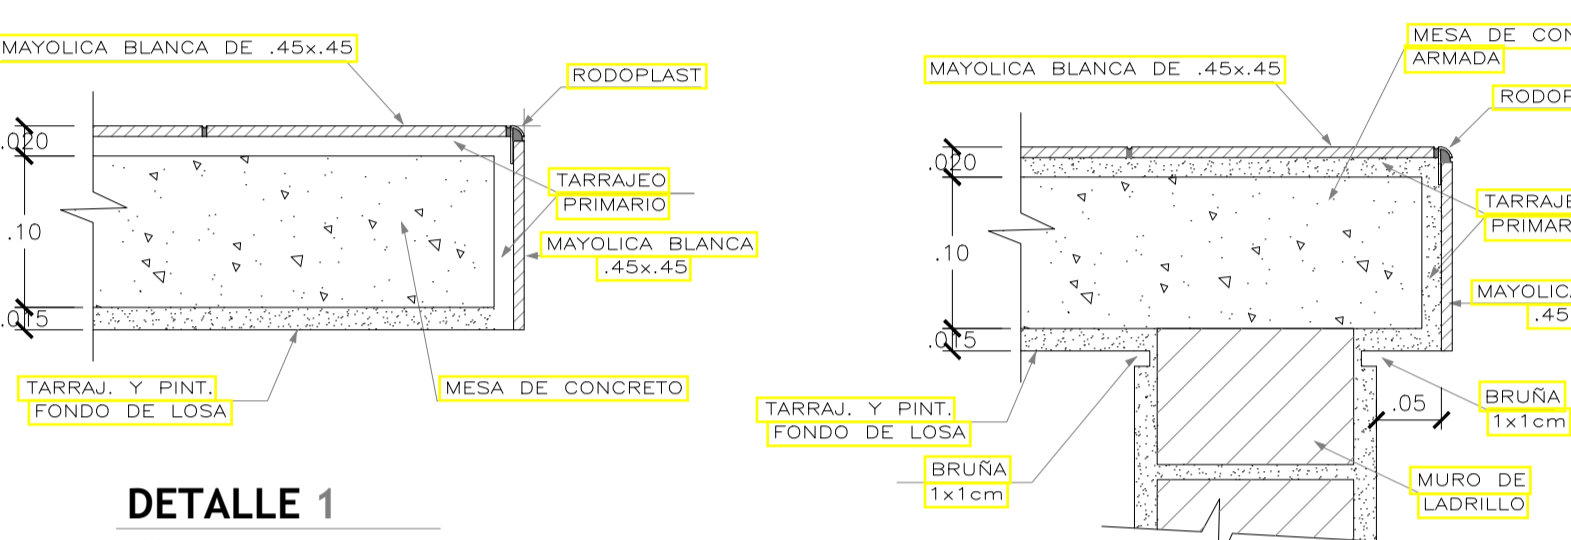 MAYOLICA BLANCA DE .45x.45
RODOPLAST
.020
TARRAJEO
PRIMARIO
.10
MAYOLICA BLANCA
.45x.45
.015
TARRAJ. Y PINT.
FONDO DE LOSA
MESA DE CONCRETO
DETALLE 1
MESA DE CON
ARMADA
MAYOLICA BLANCA DE .45x.45
RODOP
.020
TARRAJE
PRIMAR
.10
MAYOLICA
.45
.015
BRUÑA
1x1cm
.05
TARRAJ. Y PINT.
FONDO DE LOSA
BRUÑA
1x1cm
MURO DE
LADRILLO